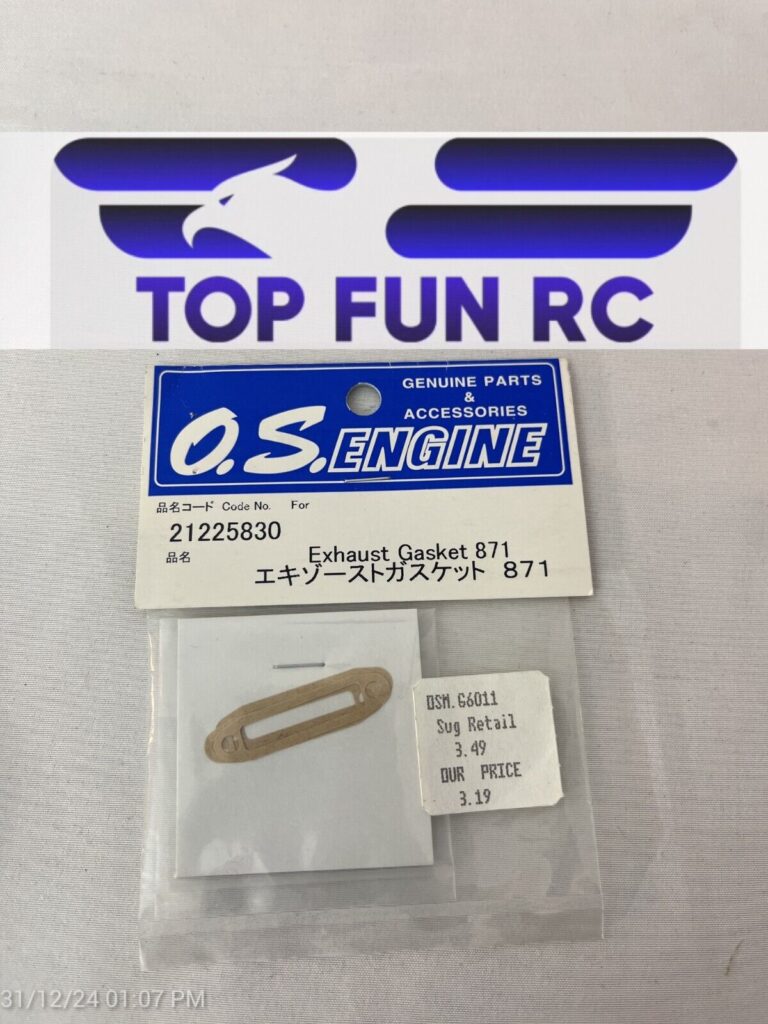 TOP FUN RC
GENUINE PARTS
&
ACCESSORIES
O.S. ENGINE
品名コード Code No. For
21225830
品名
Exhaust Gasket 871
エキゾーストガスケット 871
OSM.G6011
Sug Retail
3.49
OUR PRICE
3.19
31/12/24 01:07 PM